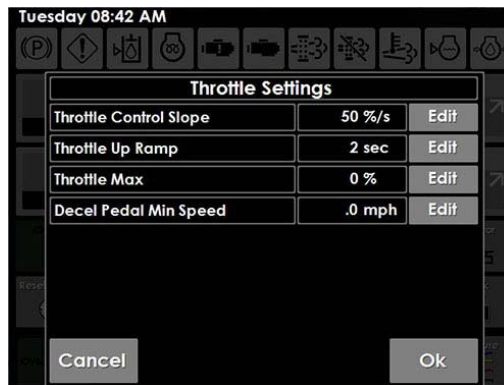 Tuesday 08:42 AM
(P)
Throttle Settings
Throttle Control Slope 50 %/s Edit
Throttle Up Ramp 2 sec Edit
Throttle Max 0 % Edit
Decel Pedal Min Speed .0 mph Edit
Cancel Ok